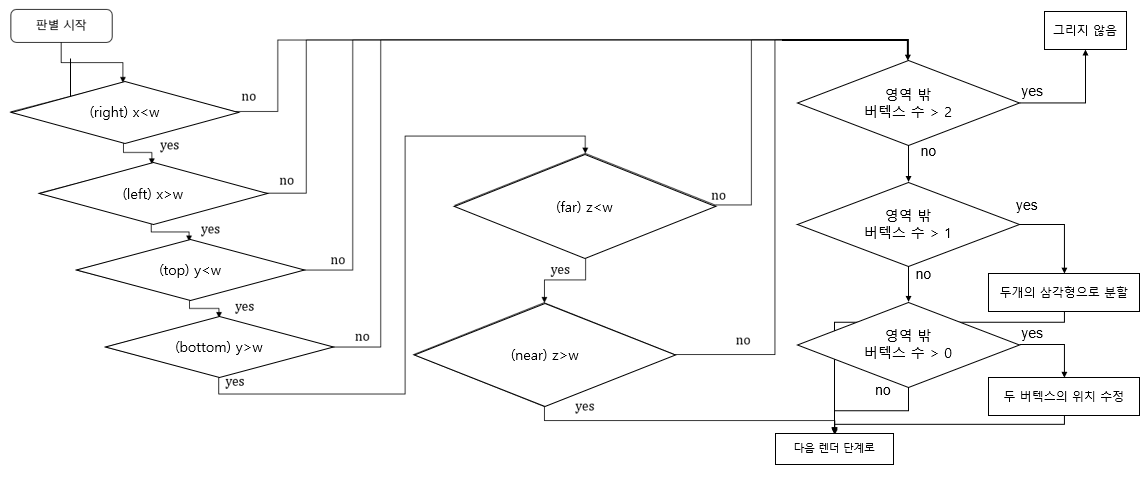 판별 시작
(right) x<w
no
yes
(left) x>w
no
yes
(top) y<w
no
yes
(bottom) y>w
no
yes
(far) z<w
no
yes
(near) z>w
no
yes
영역 밖
버텍스 수 > 2
yes
그리지 않음
no
영역 밖
버텍스 수 > 1
yes
두개의 삼각형으로 분할
no
영역 밖
버텍스 수 > 0
yes
두 버텍스의 위치 수정
no
다음 렌더 단계로